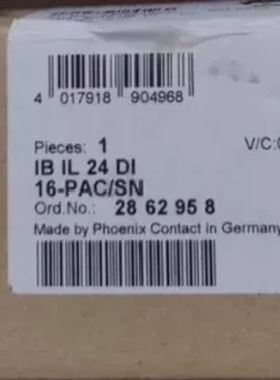 4 017918 904968
Pieces: 1 V/C:
IB IL 24 DI
16-PAC/SN
Ord.No.: 28 62 95 8
Made by Phoenix Contact in Germany